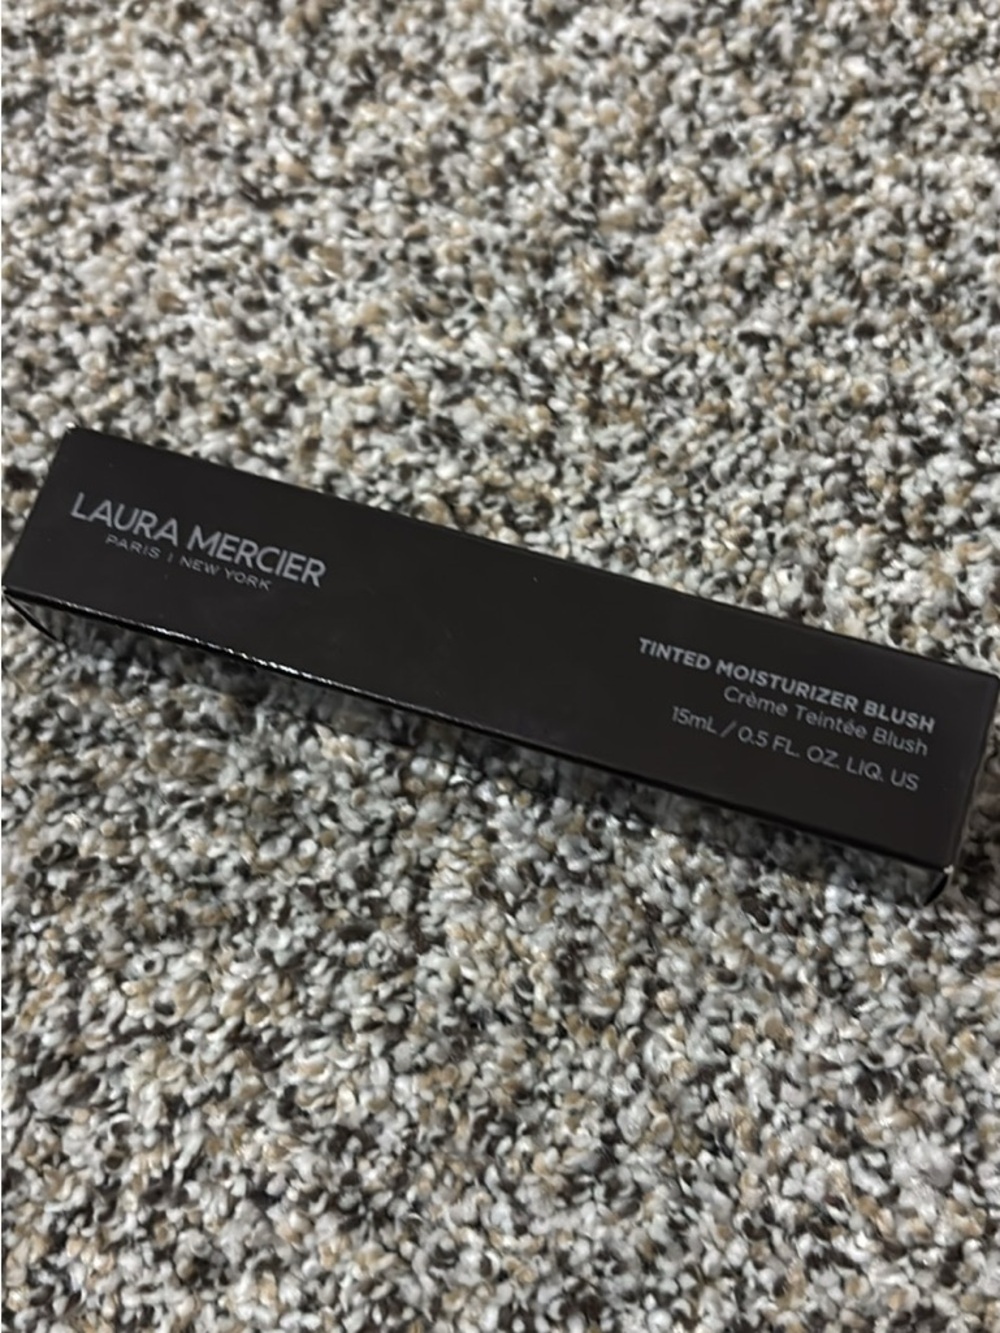 LAURA MERCIER
PARIS | NEW YORK
TINTED MOISTURIZER BLUSH
Crème Teintée Blush
15mL / 0.5 FL. OZ. LIQ. US